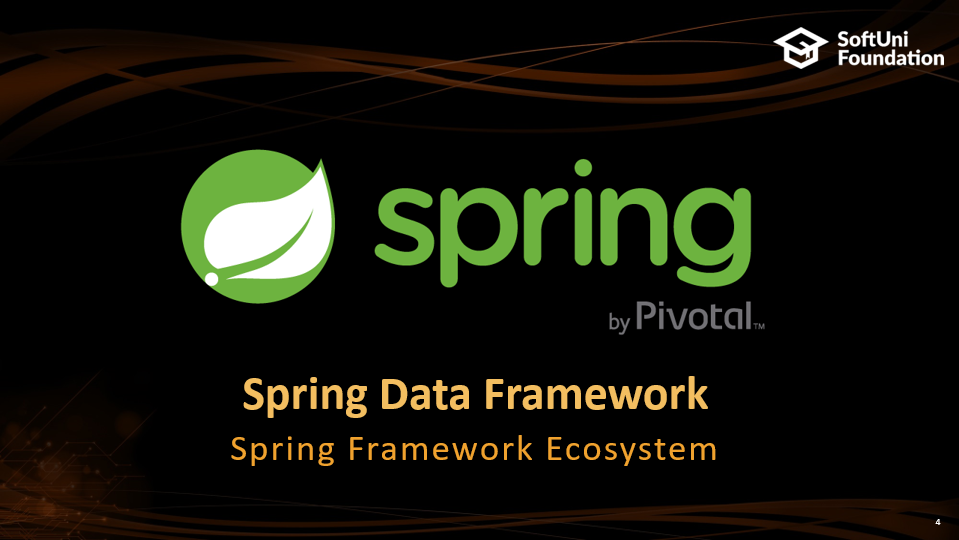 SoftUni
Foundation
spring
by Pivotal™
Spring Data Framework
Spring Framework Ecosystem
4